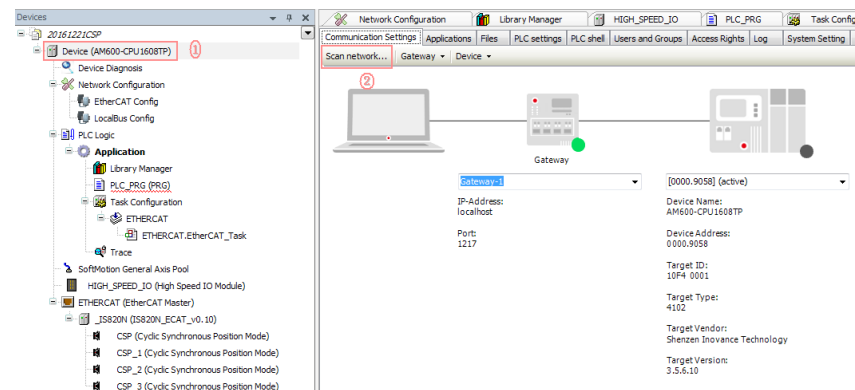 Devices
20161221CSP
Device (AM600-CPU1608TP)
①
Device Diagnosis
Network Configuration
EtherCAT Config
LocalBus Config
PLC Logic
Application
Library Manager
PLC_PRG (PRG)
Task Configuration
ETHERCAT
ETHERCAT.EtherCAT_Task
Trace
SoftMotion General Axis Pool
HIGH_SPEED_IO (High Speed IO Module)
ETHERCAT (EtherCAT Master)
_IS820N (IS820N_ECAT_v0.10)
CSP (Cyclic Synchronous Position Mode)
CSP_1 (Cyclic Synchronous Position Mode)
CSP_2 (Cyclic Synchronous Position Mode)
CSP_3 (Cyclic Synchronous Position Mode)
Network Configuration Library Manager HIGH_SPEED_IO PLC_PRG Task Config
Communication Settings Applications Files PLC settings PLC shell Users and Groups Access Rights Log System Setting
Scan network... Gateway Device
②
Gateway
Gateway-1
IP-Address:
localhost
Port:
1217
[0000.9058] (active)
Device Name:
AM600-CPU1608TP
Device Address:
0000.9058
Target ID:
10F4 0001
Target Type:
4102
Target Vendor:
Shenzen Inovance Technology
Target Version:
3.5.6.10